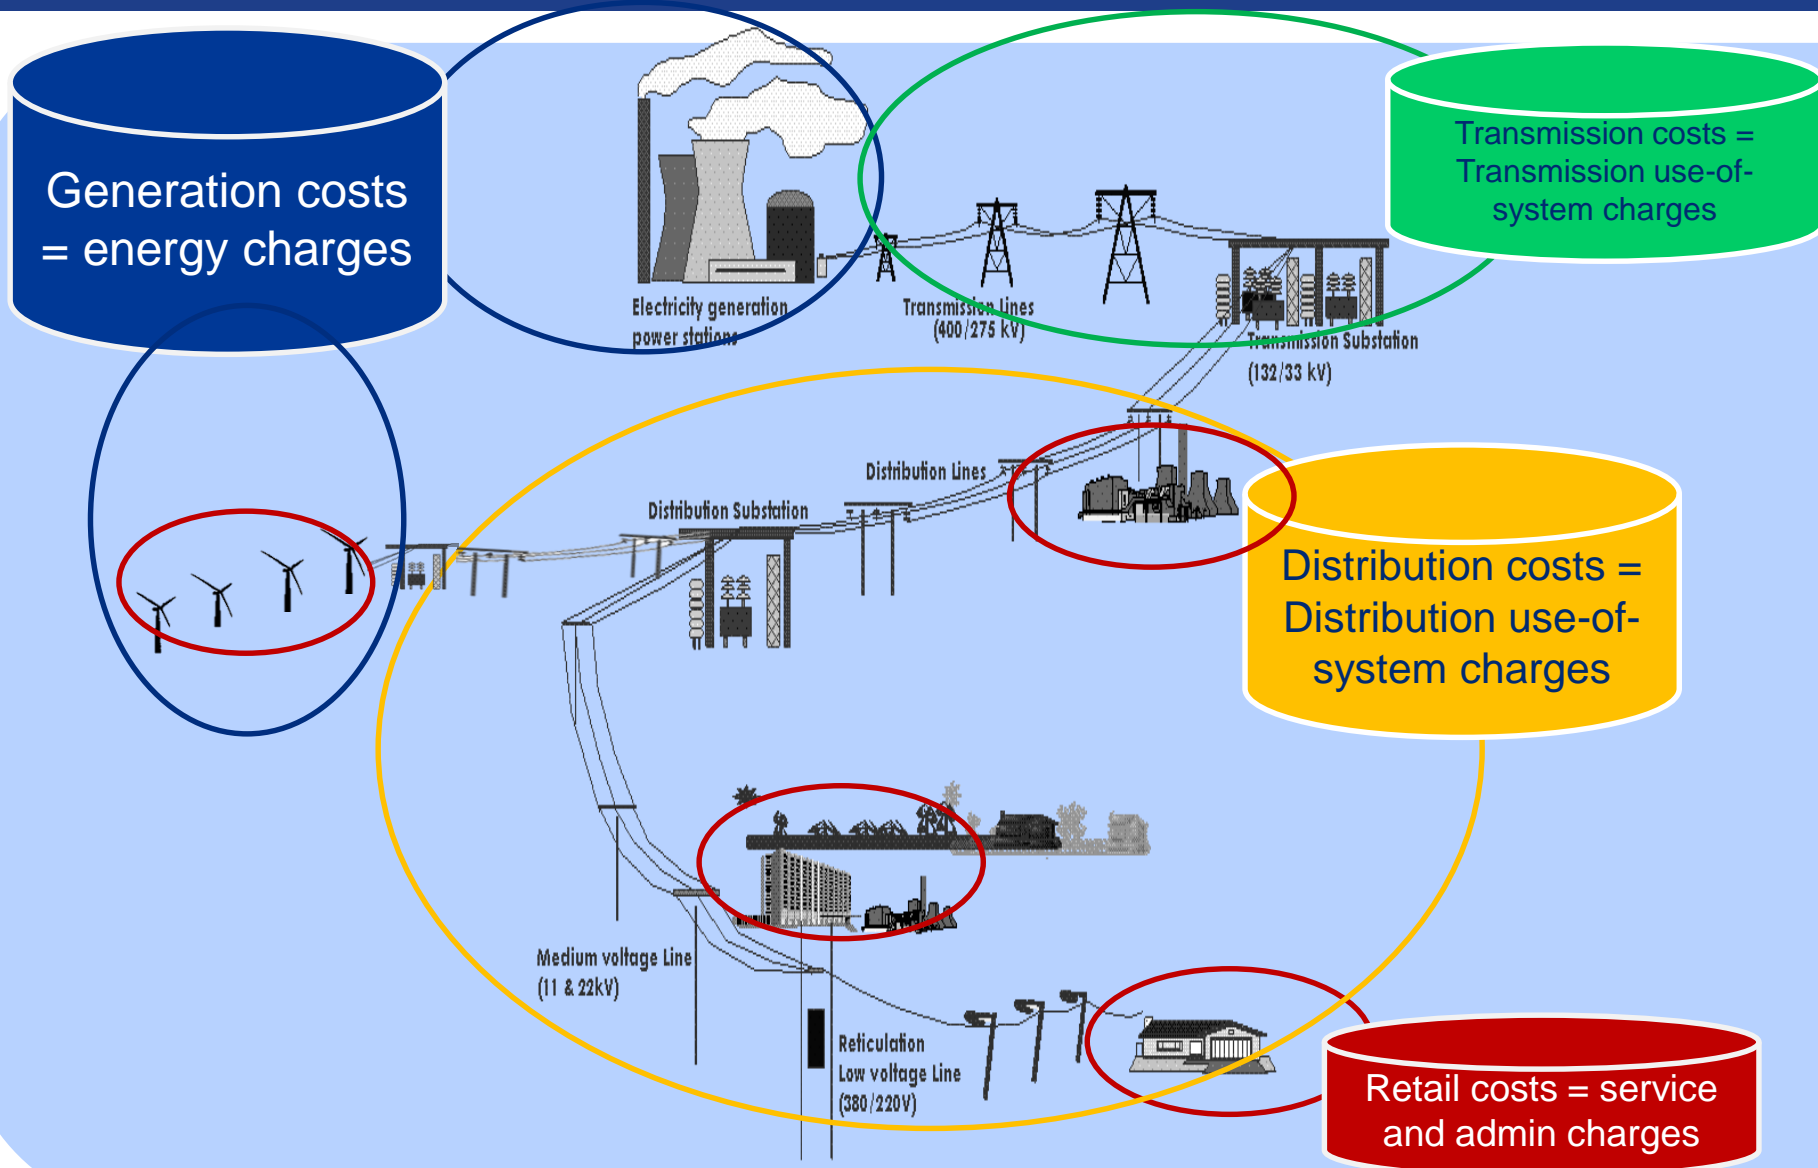 Generation costs
= energy charges
Transmission costs =
Transmission use-of-
system charges
Electricity generation
power stations
Transmission Lines
(400/275 kV)
Transmission Substation
(132/33 kV)
Distribution Lines
Distribution Substation
Distribution costs =
Distribution use-of-
system charges
Medium voltage Line
(11 & 22kV)
Reticulation
Low voltage Line
(380/220V)
Retail costs = service
and admin charges